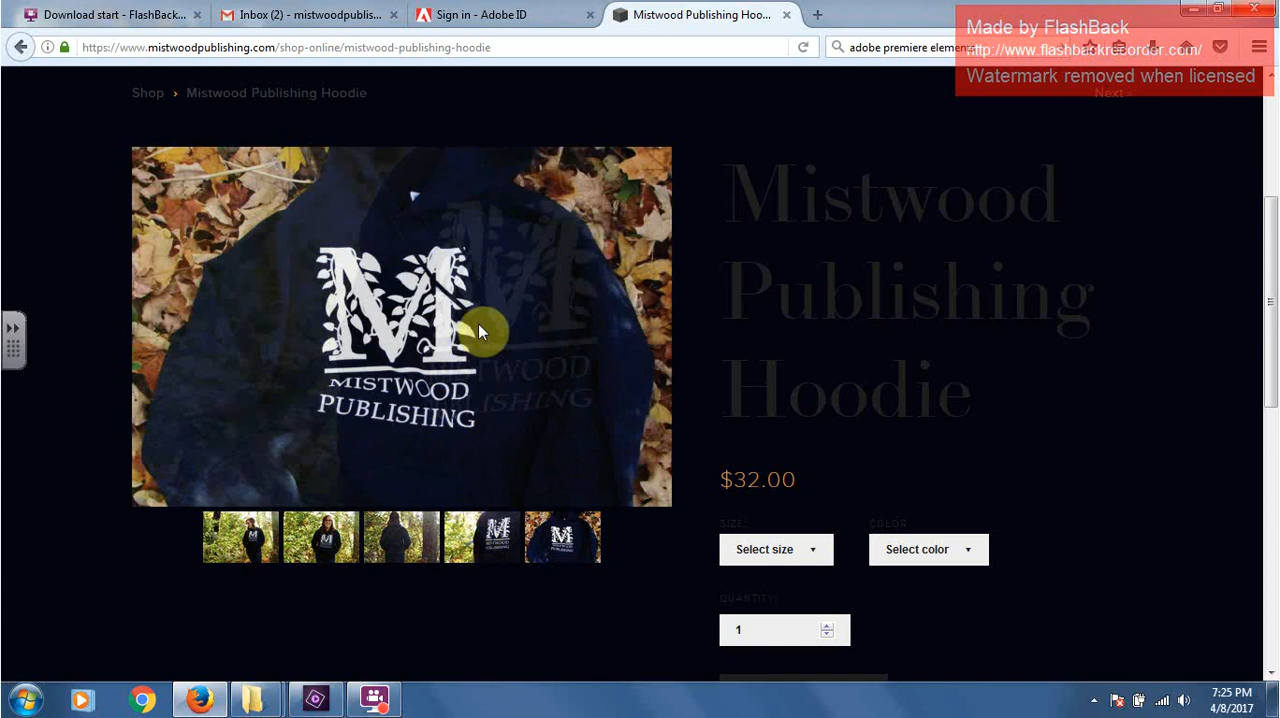 Download start - FlashBack...
Inbox (2) - mistwoodpublis...
Sign in - Adobe ID
Mistwood Publishing Hoo...
https://www.mistwoodpublishing.com/shop-online/mistwood-publishing-hoodie
adobe premiere elemen
Made by FlashBack
http://www.flashbackrecorder.com/
Watermark removed when licensed
Shop › Mistwood Publishing Hoodie
Next
M
MISTWOOD
PUBLISHING
Mistwood
Publishing
Hoodie
$32.00
SIZE:
COLOR
Select size
Select color
QUANTITY:
1
7:25 PM
4/8/2017